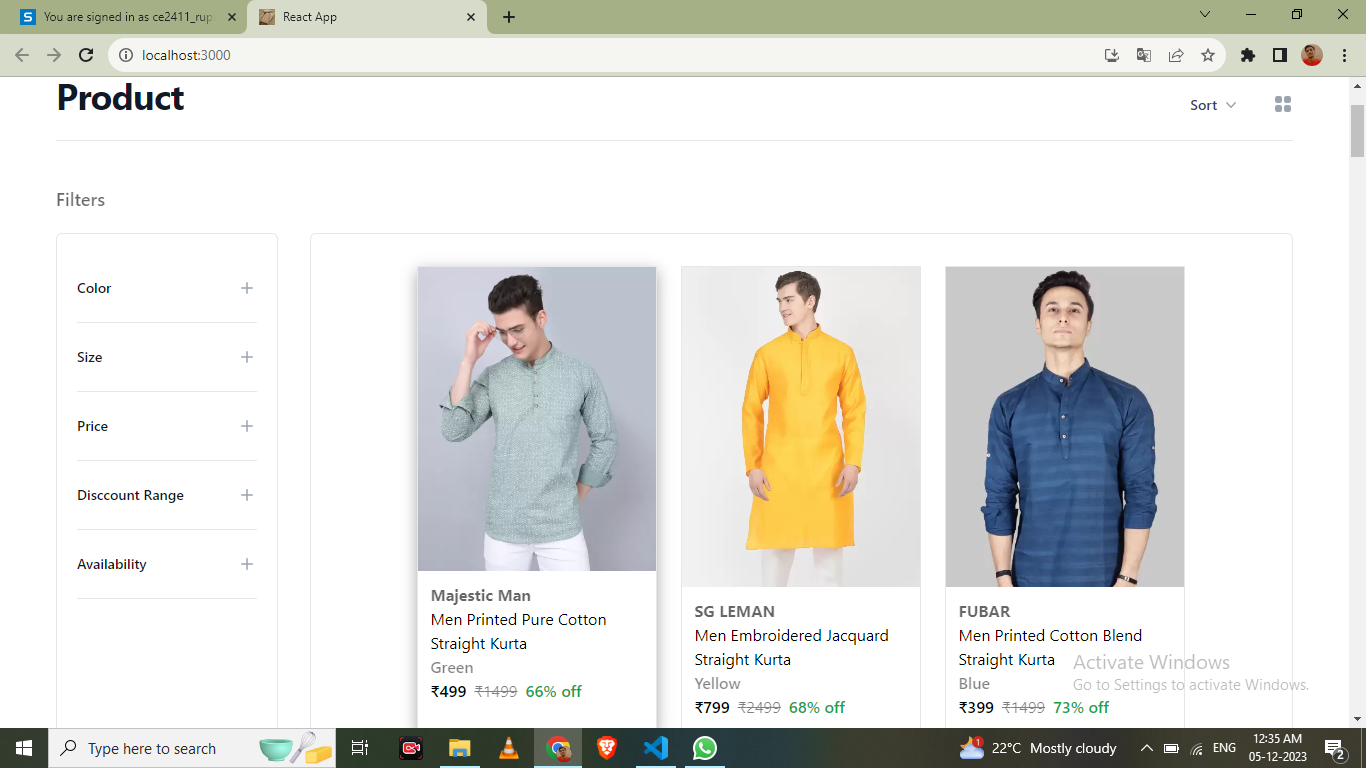 You are signed in as ce2411_rup
React App
localhost:3000
Product
Sort
Filters
Color
Size
Price
Disccount Range
Availability
Majestic Man
Men Printed Pure Cotton
Straight Kurta
Green
₹499 ₹1499 66% off
SG LEMAN
Men Embroidered Jacquard
Straight Kurta
Yellow
₹799 ₹2499 68% off
FUBAR
Men Printed Cotton Blend
Straight Kurta
Blue
₹399 ₹1499 73% off
Activate Windows
Go to Settings to activate Windows.
Type here to search
1
22°C Mostly cloudy
ENG
12:35 AM
05-12-2023
2